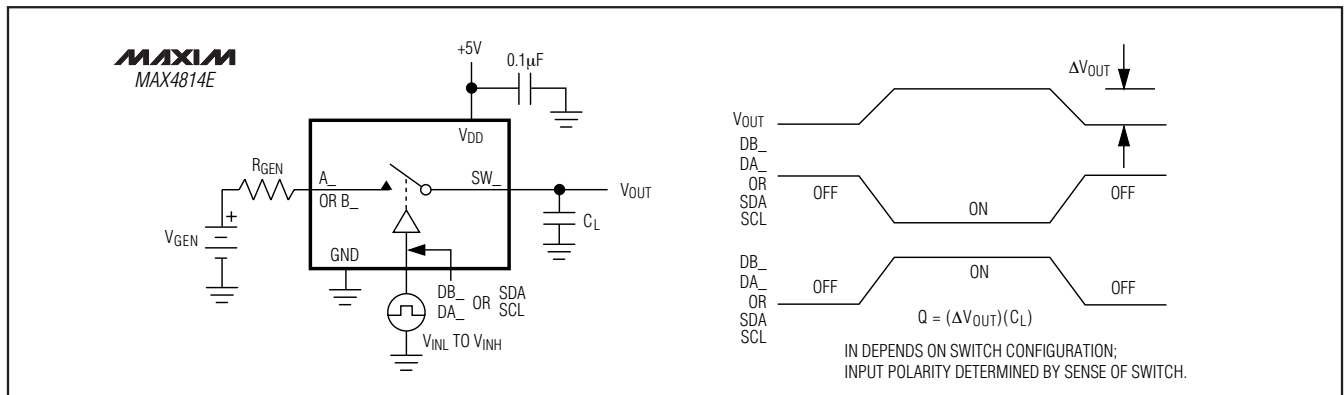 MAXIM
MAX4814E
+5V
0.1μF
VDD
RGEN
A_
OR B_
SW_
VOUT
CL
VGEN
+
GND
DB_
DA_
OR
SDA
SCL
VINL TO VINH
ΔVOUT
VOUT
DB_
DA_
OR
SDA
SCL
OFF
ON
OFF
DB_
DA_
OR
SDA
SCL
OFF
ON
OFF
Q = (ΔVOUT)(CL)
IN DEPENDS ON SWITCH CONFIGURATION;
INPUT POLARITY DETERMINED BY SENSE OF SWITCH.